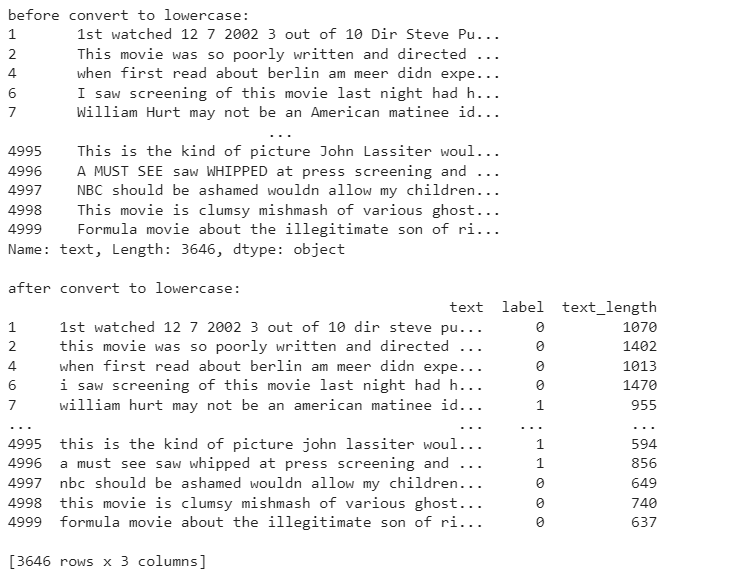 before convert to lowercase:
1 1st watched 12 7 2002 3 out of 10 Dir Steve Pu...
2 This movie was so poorly written and directed ...
4 when first read about berlin am meer didn expe...
6 I saw screening of this movie last night had h...
7 William Hurt may not be an American matinee id...
...
4995 This is the kind of picture John Lassiter woul...
4996 A MUST SEE saw WHIPPED at press screening and ...
4997 NBC should be ashamed wouldn allow my children...
4998 This movie is clumsy mishmash of various ghost...
4999 Formula movie about the illegitimate son of ri...
Name: text, Length: 3646, dtype: object
after convert to lowercase:
text label text_length
1 1st watched 12 7 2002 3 out of 10 dir steve pu... 0 1070
2 this movie was so poorly written and directed ... 0 1402
4 when first read about berlin am meer didn expe... 0 1013
6 i saw screening of this movie last night had h... 0 1470
7 william hurt may not be an american matinee id... 1 955
... ... ... ...
4995 this is the kind of picture john lassiter woul... 1 594
4996 a must see saw whipped at press screening and ... 1 856
4997 nbc should be ashamed wouldn allow my children... 0 649
4998 this movie is clumsy mishmash of various ghost... 0 740
4999 formula movie about the illegitimate son of ri... 0 637
[3646 rows x 3 columns]